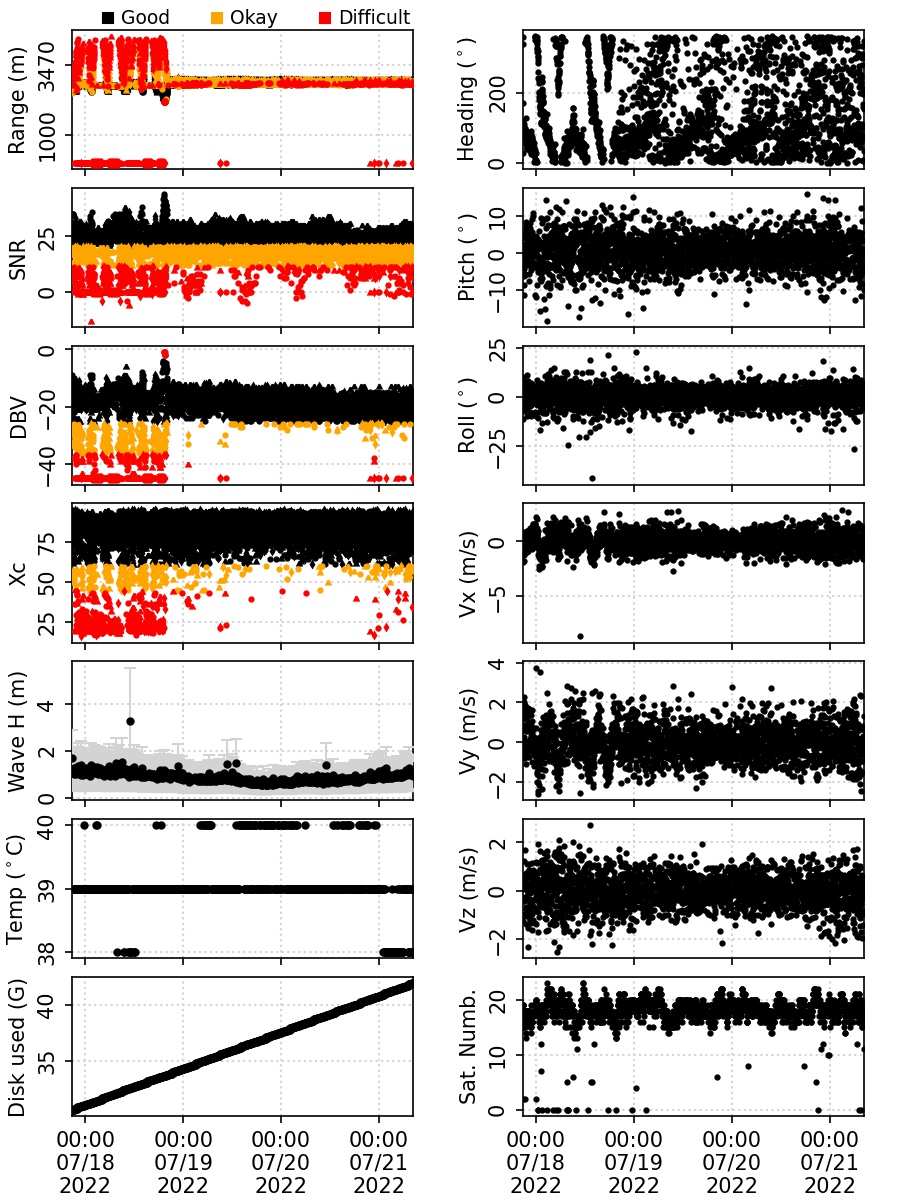 Good Okay Difficult
Range (m)
3470
1000
Heading (°)
200
0
SNR
25
0
Pitch (°)
10
0
−10
DBV
0
−20
−40
Roll (°)
25
0
−25
Xc
75
50
25
Vx (m/s)
0
−5
Wave H (m)
4
2
0
Vy (m/s)
4
2
0
−2
Temp (°C)
40
39
38
Vz (m/s)
2
0
−2
Disk used (G)
40
35
Sat. Numb.
20
10
0
00:00 00:00 00:00 00:00
07/18 07/19 07/20 07/21
2022 2022 2022 2022
00:00 00:00 00:00 00:00
07/18 07/19 07/20 07/21
2022 2022 2022 2022